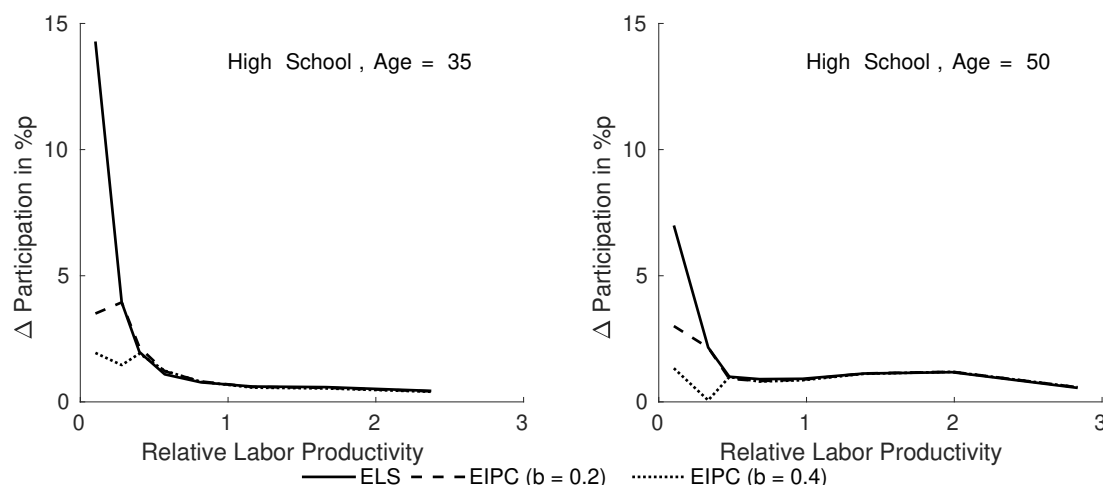 15
10
5
0
0
1
2
3
Δ Participation in %p
High School , Age = 35
Relative Labor Productivity
15
10
5
0
0
1
2
3
Δ Participation in %p
High School , Age = 50
Relative Labor Productivity
ELS
EIPC (b = 0.2)
EIPC (b = 0.4)